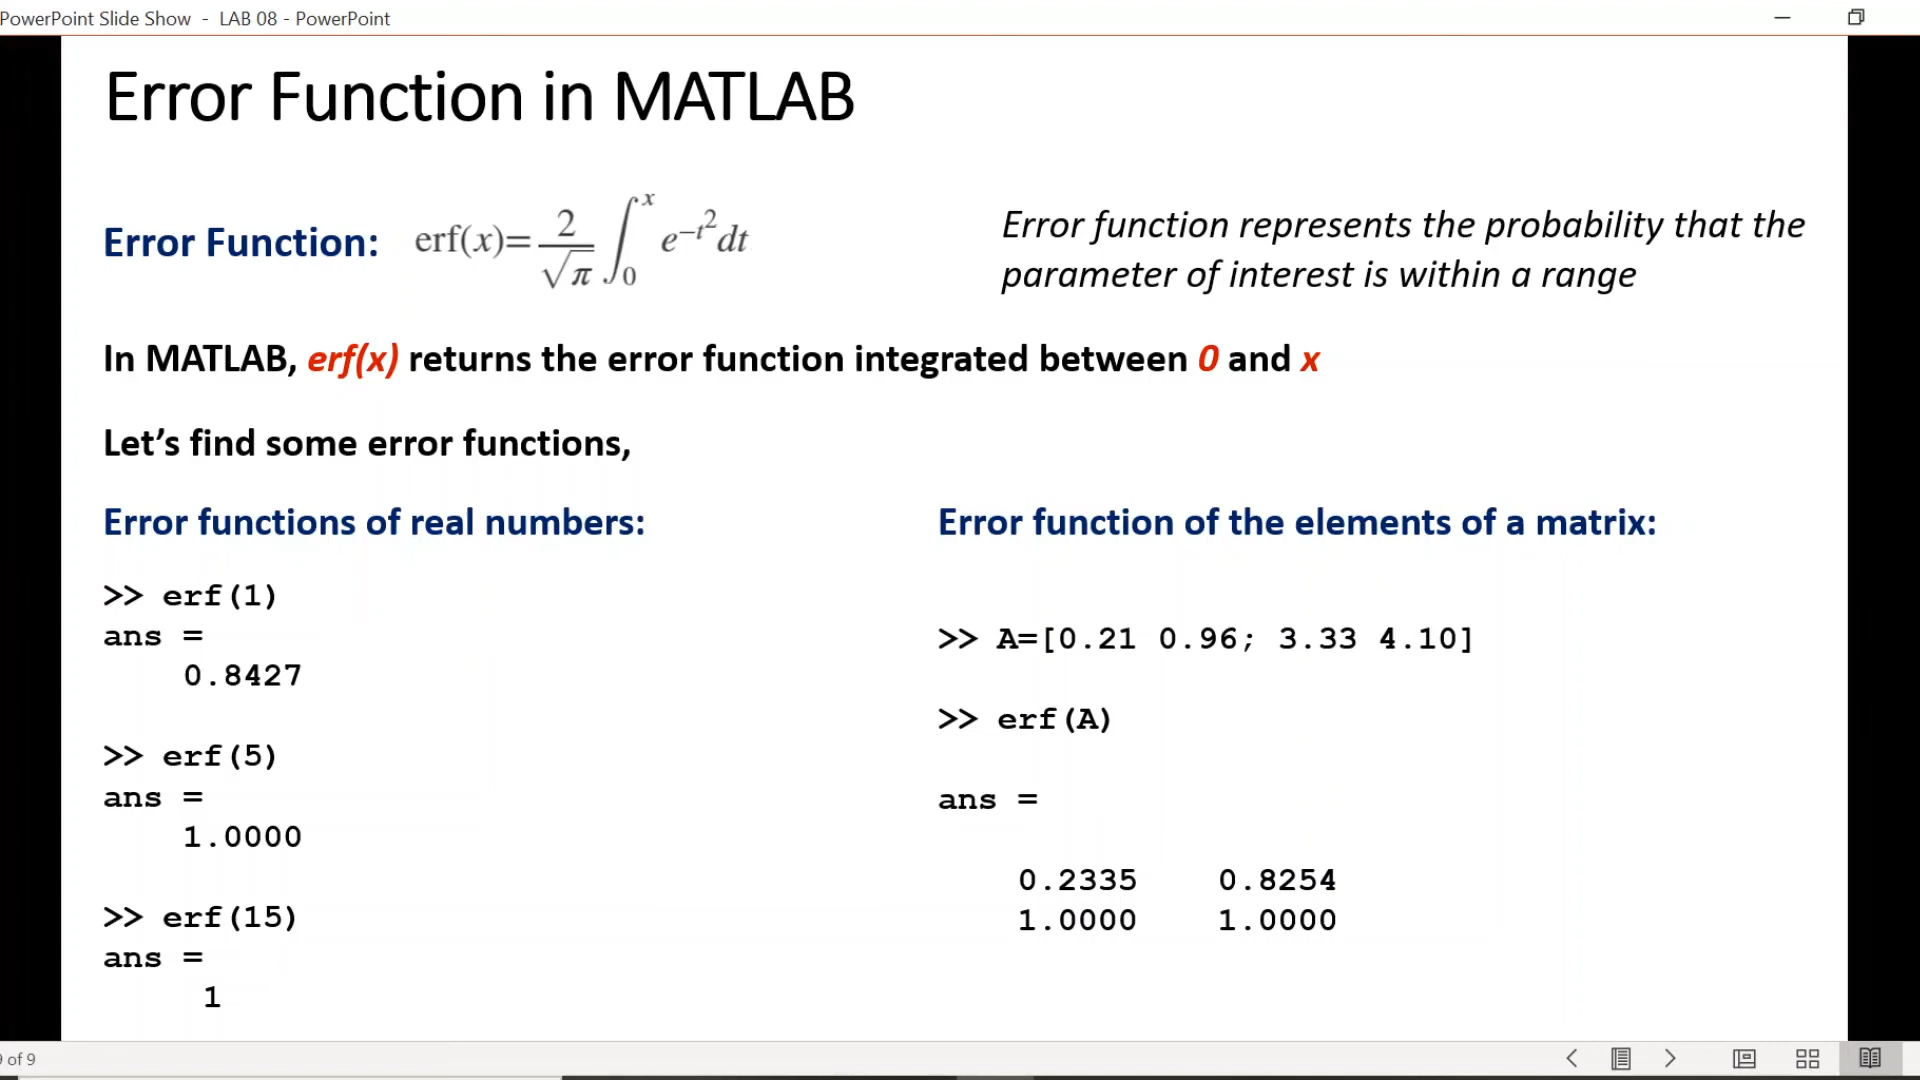 PowerPoint Slide Show - LAB 08 - PowerPoint
Error Function in MATLAB
Error Function: erf(x)=2/√π ∫₀ˣ e^−t² dt
Error function represents the probability that the
parameter of interest is within a range
In MATLAB, erf(x) returns the error function integrated between 0 and x
Let’s find some error functions,
Error functions of real numbers:
>> erf(1)
ans =
0.8427
>> erf(5)
ans =
1.0000
>> erf(15)
ans =
1
Error function of the elements of a matrix:
>> A=[0.21 0.96; 3.33 4.10]
>> erf(A)
ans =
0.2335 0.8254
1.0000 1.0000
of 9